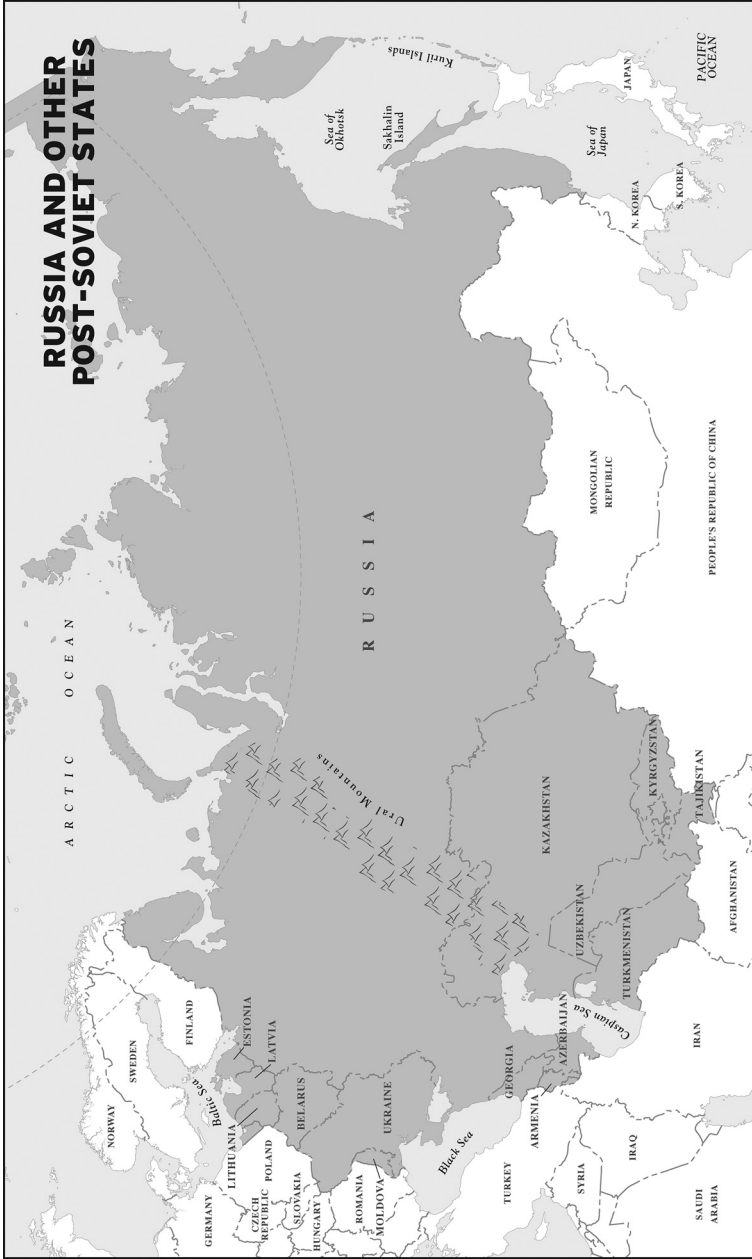 RUSSIA AND OTHER
POST-SOVIET STATES
ARCTIC OCEAN
RUSSIA
Ural Mountains
Sea of
Okhotsk
Sakhalin
Island
Kuril Islands
Sea of
Japan
JAPAN
PACIFIC
OCEAN
N. KOREA
S. KOREA
MONGOLIAN
REPUBLIC
PEOPLE'S REPUBLIC OF CHINA
KAZAKHSTAN
KYRGYZSTAN
TAJIKISTAN
UZBEKISTAN
TURKMENISTAN
AFGHANISTAN
IRAN
Caspian Sea
AZERBAIJAN
GEORGIA
ARMENIA
NORWAY
SWEDEN
FINLAND
Baltic Sea
ESTONIA
LATVIA
LITHUANIA
BELARUS
UKRAINE
GERMANY
POLAND
CZECH
REPUBLIC
SLOVAKIA
HUNGARY
ROMANIA
MOLDOVA
Black Sea
TURKEY
SYRIA
IRAQ
SAUDI
ARABIA